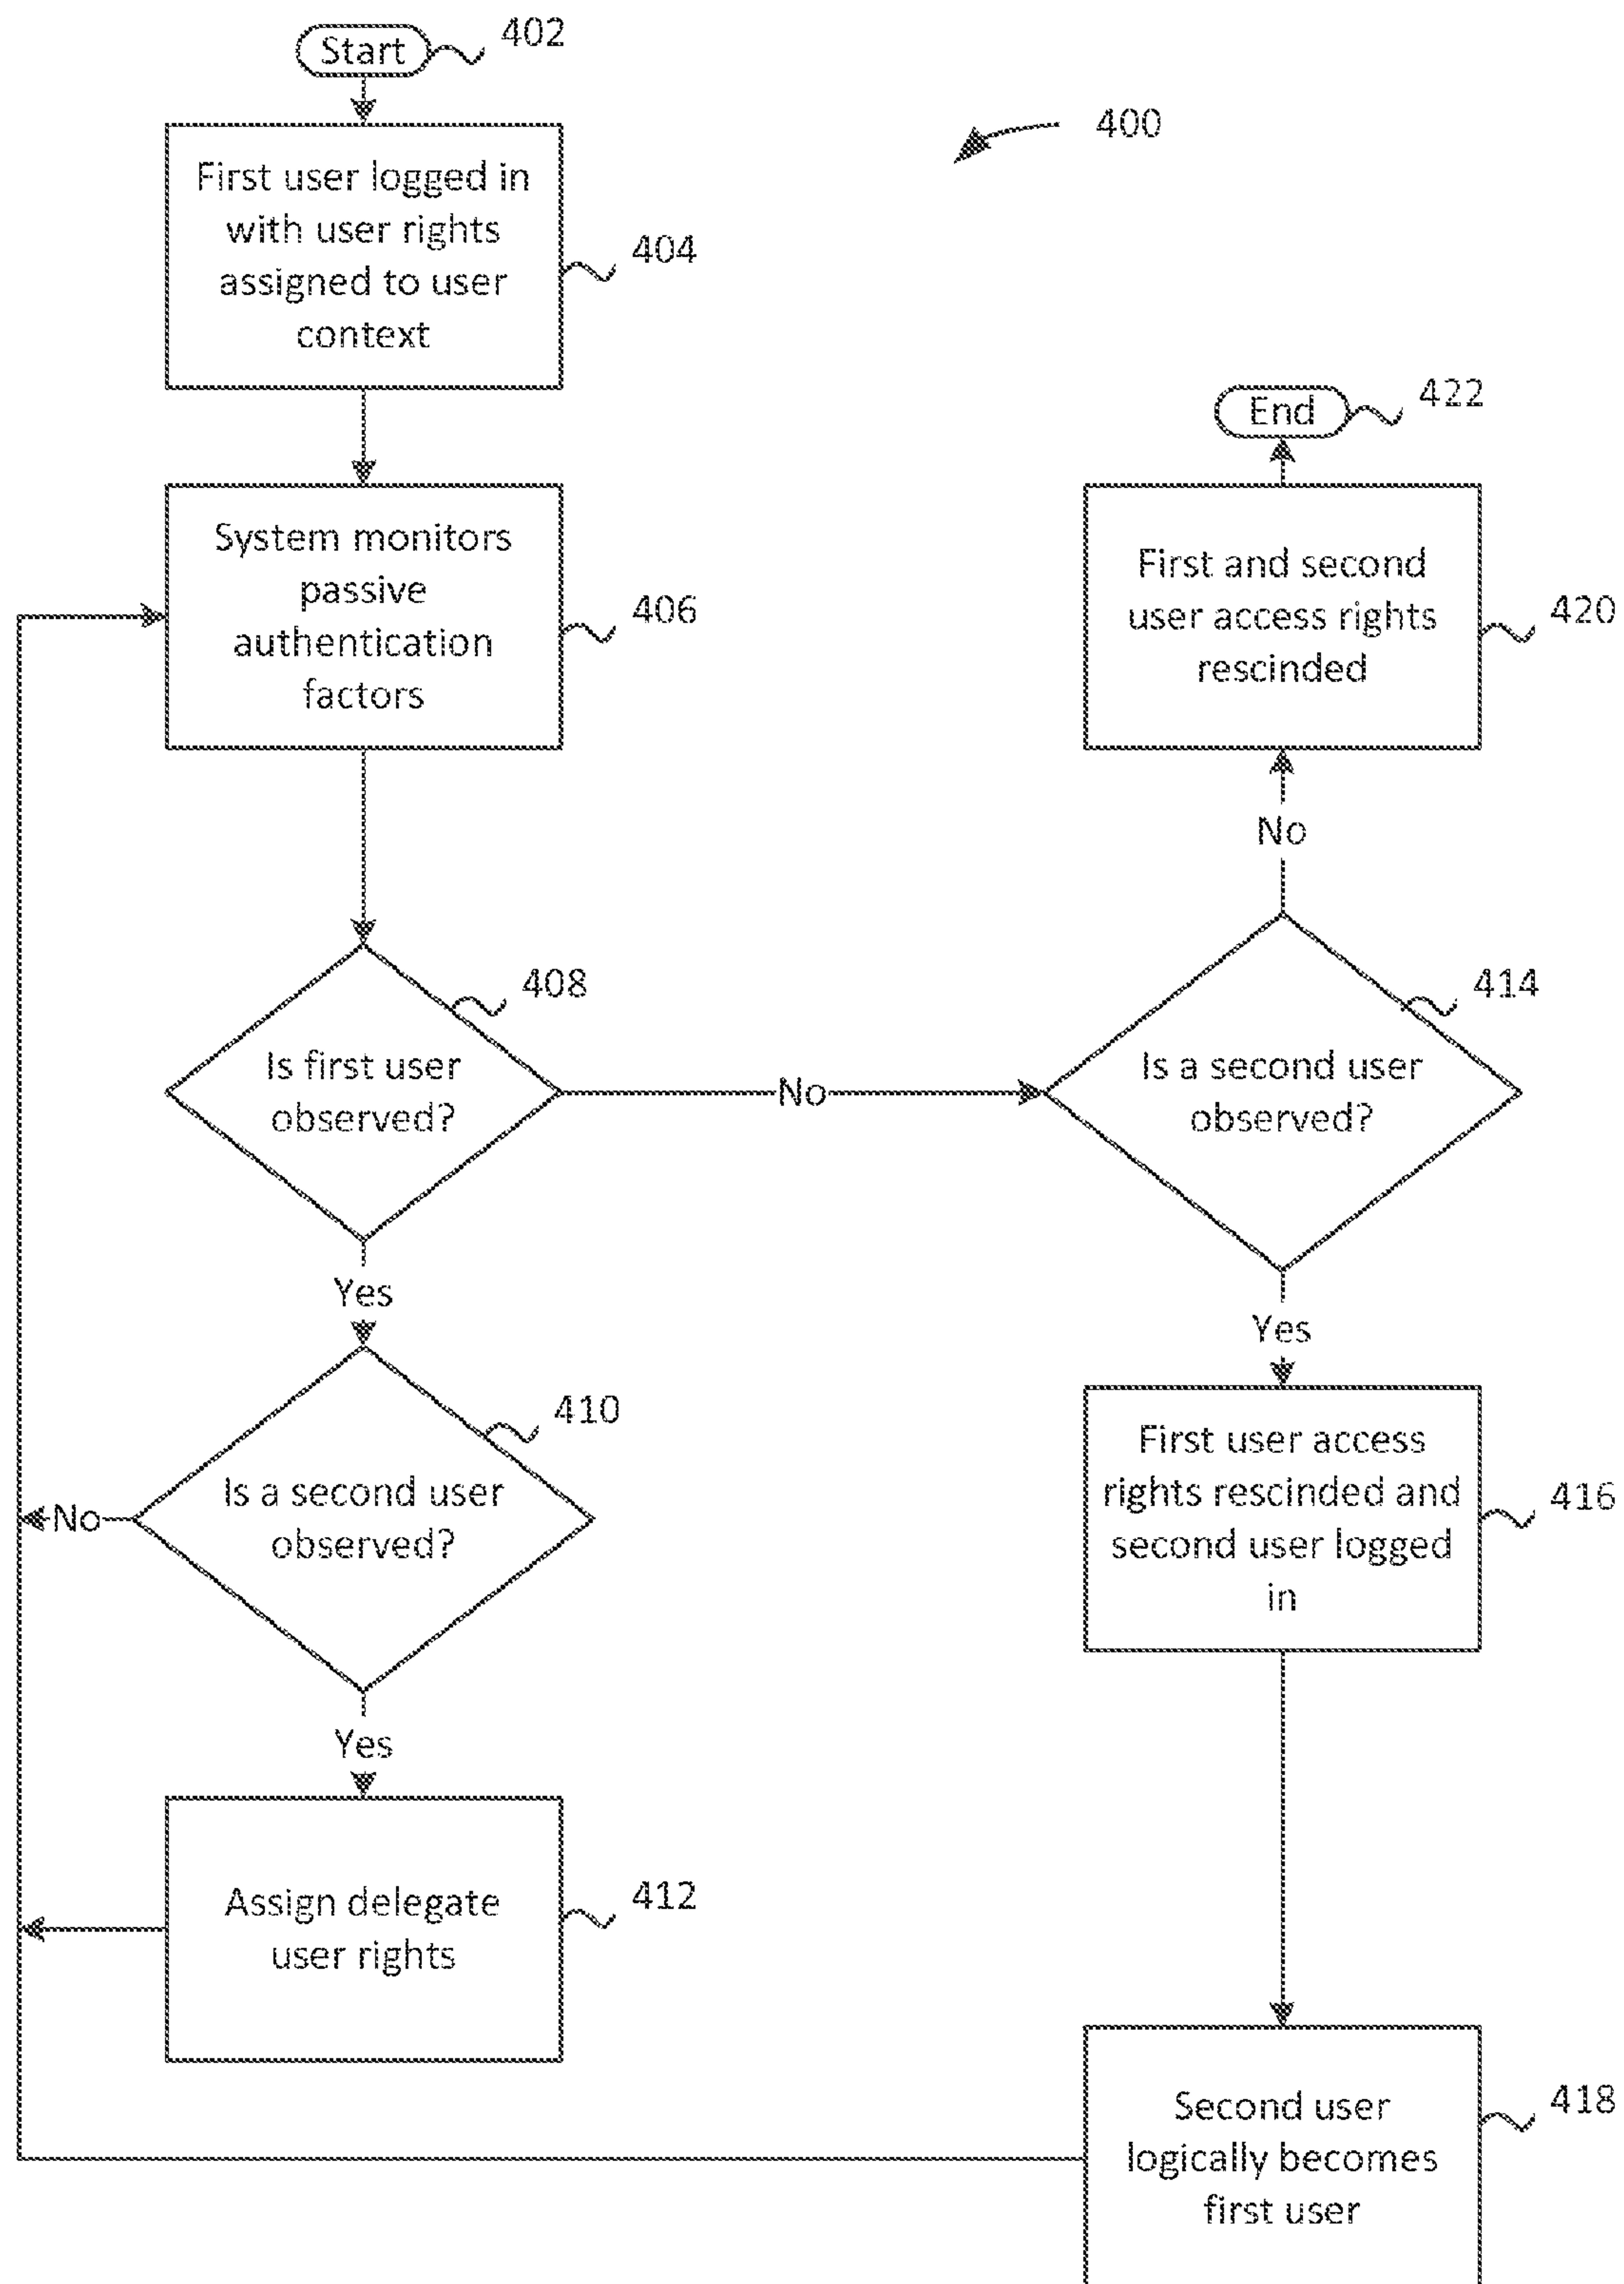 Start
402
400
First user logged in
with user rights
assigned to user
context
404
End
422
System monitors
passive
authentication
factors
406
First and second
user access rights
rescinded
420
No
408
Is first user
observed?
No
414
Is a second user
observed?
Yes
Yes
410
Is a second user
observed?
No
First user access
rights rescinded and
second user logged
in
416
Yes
Assign delegate
user rights
412
Second user
logically becomes
first user
418